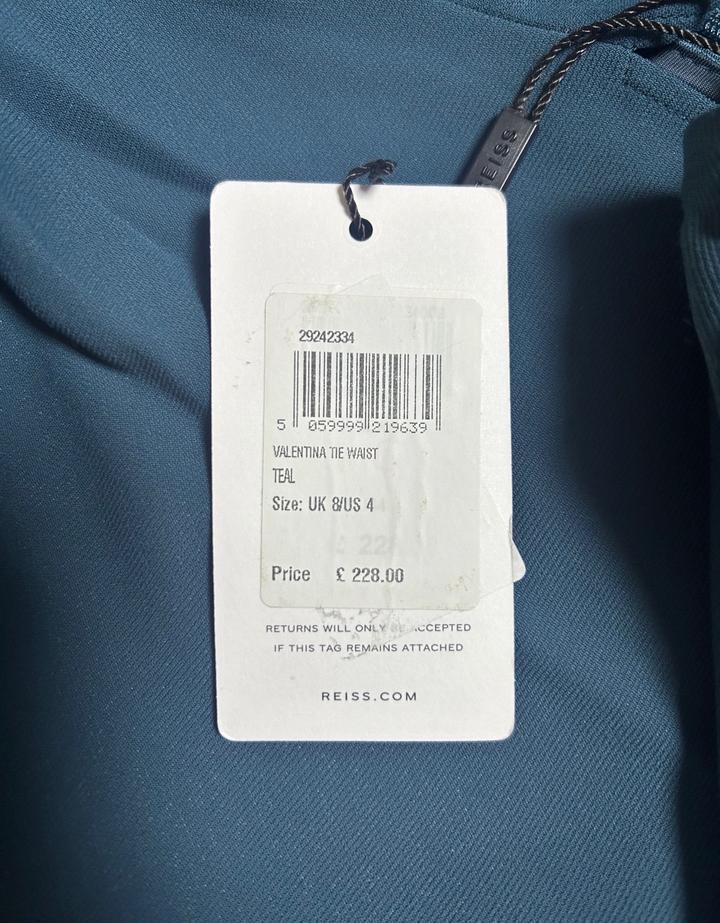 REISS
29242334
5 059999 219639
VALENTINA TIE WAIST
TEAL
Size: UK 8/US 4
Price £ 228.00
RETURNS WILL ONLY BE ACCEPTED
IF THIS TAG REMAINS ATTACHED
REISS.COM